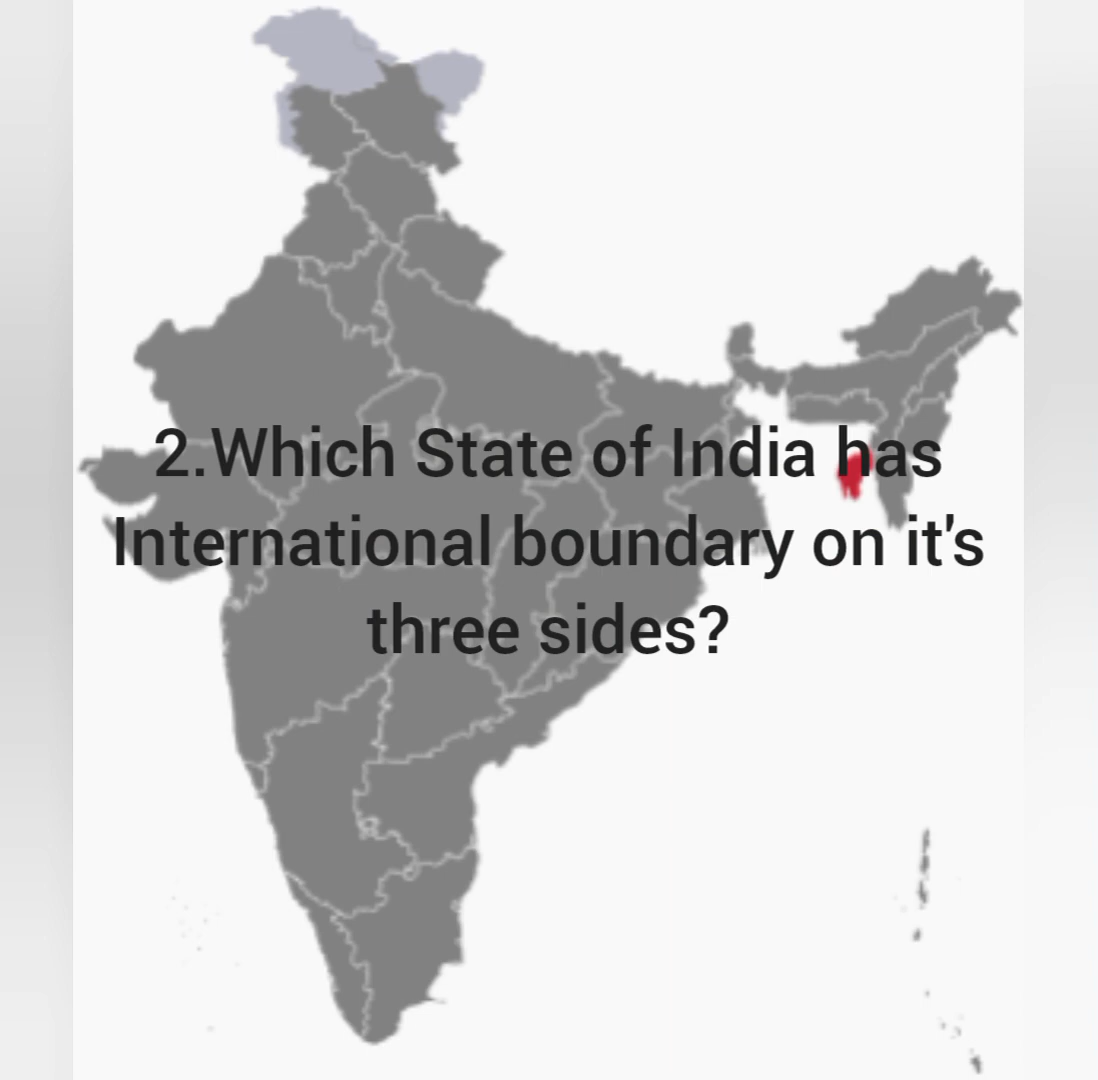 2.Which State of India has
International boundary on it's
three sides?